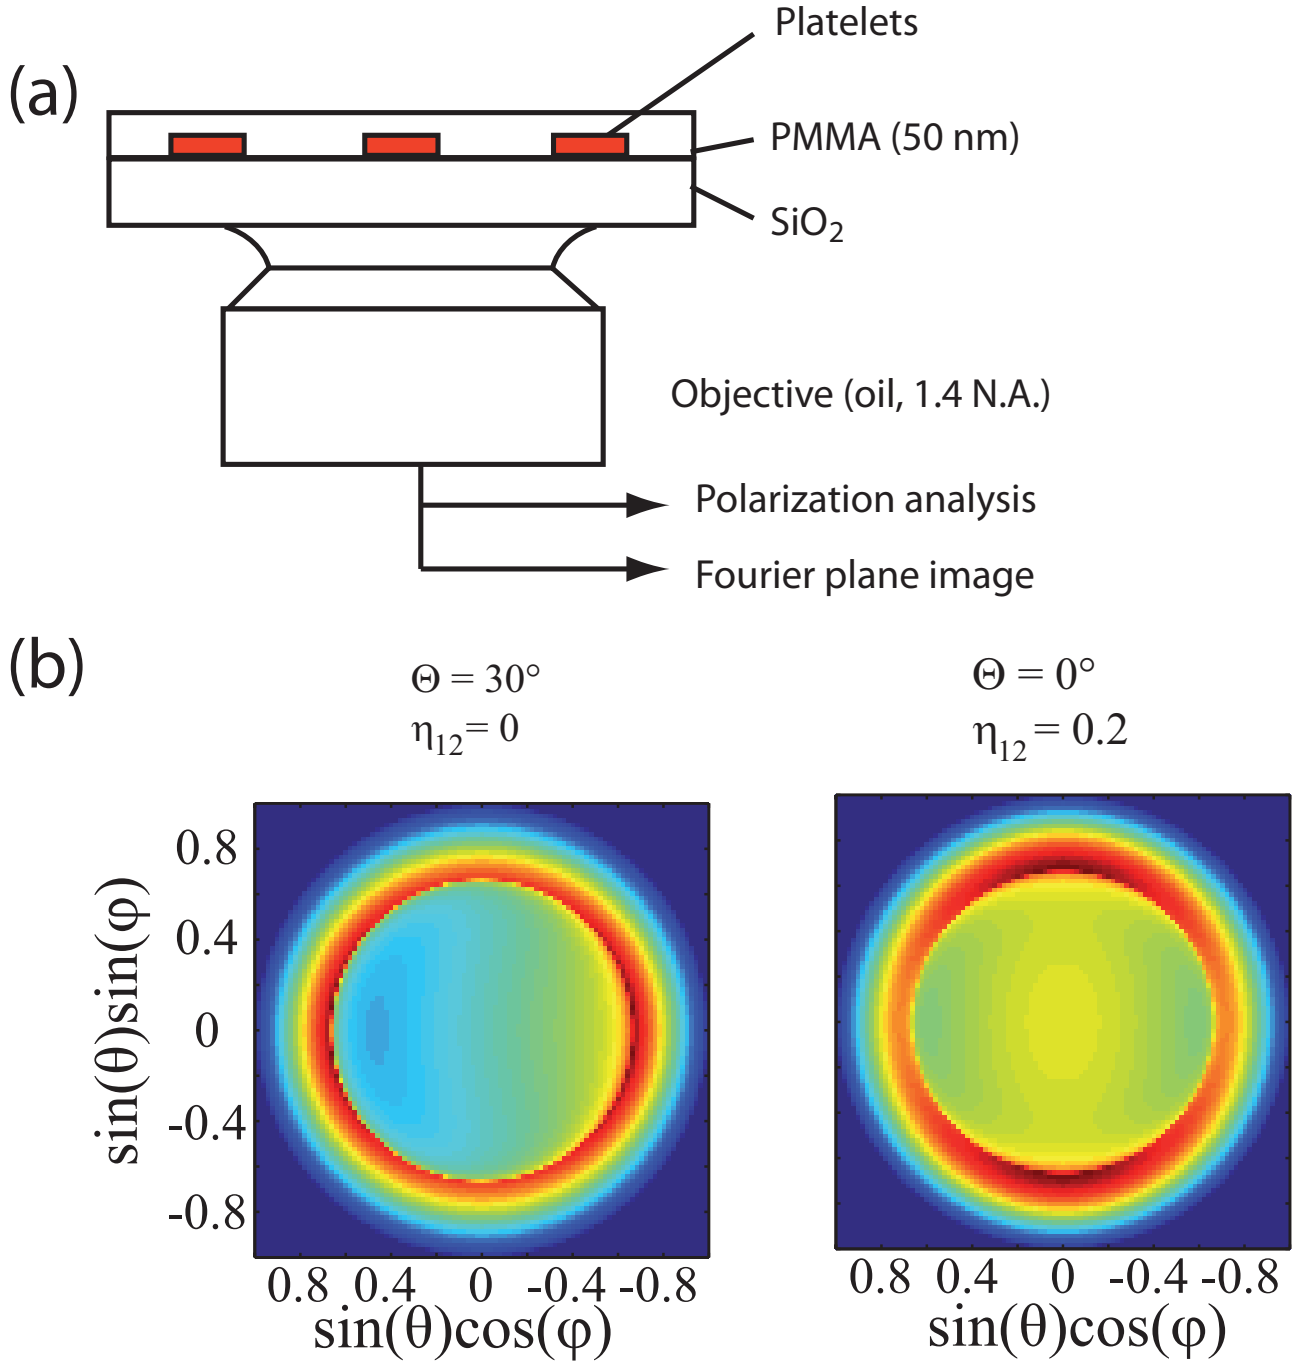 (a)
Platelets
PMMA (50 nm)
SiO₂
Objective (oil, 1.4 N.A.)
Polarization analysis
Fourier plane image
(b)
Θ = 30°
η₁₂ = 0
Θ = 0°
η₁₂ = 0.2
sin(θ)sin(φ)
0.8
0.4
0
-0.4
-0.8
0.8 0.4 0 -0.4 -0.8
sin(θ)cos(φ)
0.8 0.4 0 -0.4 -0.8
sin(θ)cos(φ)